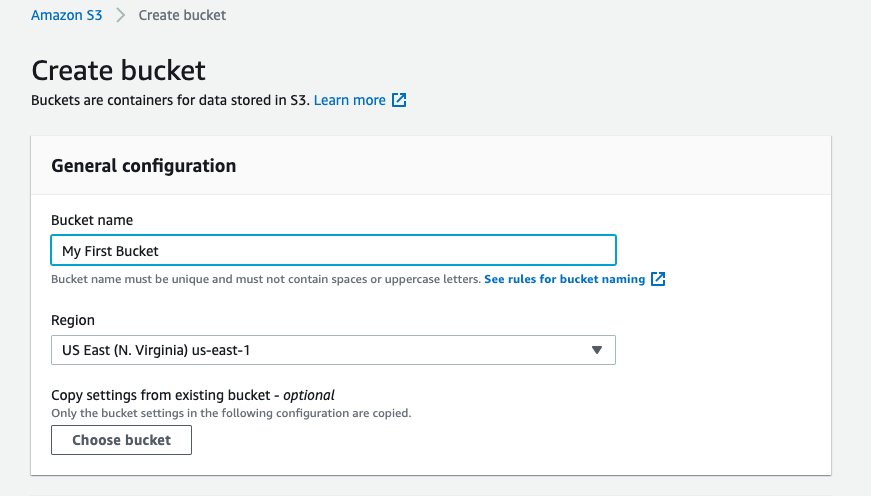 Amazon S3 > Create bucket
Create bucket
Buckets are containers for data stored in S3. Learn more
General configuration
Bucket name
My First Bucket
Bucket name must be unique and must not contain spaces or uppercase letters. See rules for bucket naming
Region
US East (N. Virginia) us-east-1
Copy settings from existing bucket - optional
Only the bucket settings in the following configuration are copied.
Choose bucket